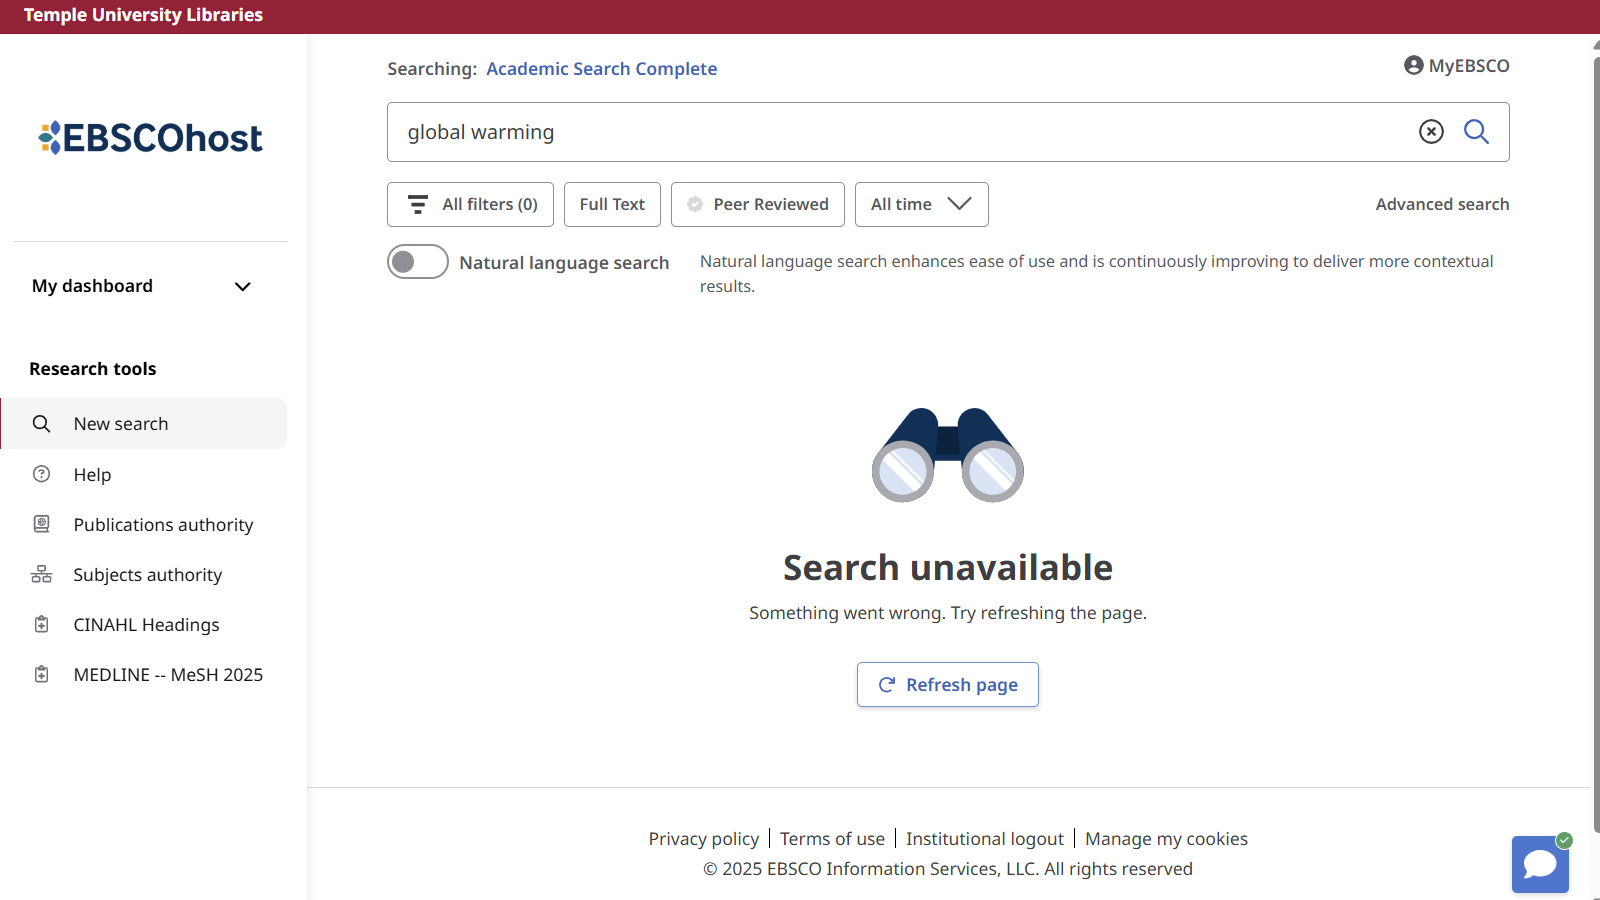 Temple University Libraries
EBSCOhost
My dashboard
Research tools
New search
Help
Publications authority
Subjects authority
CINAHL Headings
MEDLINE -- MeSH 2025
Searching: Academic Search Complete
MyEBSCO
global warming
All filters (0)
Full Text
Peer Reviewed
All time
Advanced search
Natural language search
Natural language search enhances ease of use and is continuously improving to deliver more contextual
results.
Search unavailable
Something went wrong. Try refreshing the page.
Refresh page
Privacy policy | Terms of use | Institutional logout | Manage my cookies
© 2025 EBSCO Information Services, LLC. All rights reserved